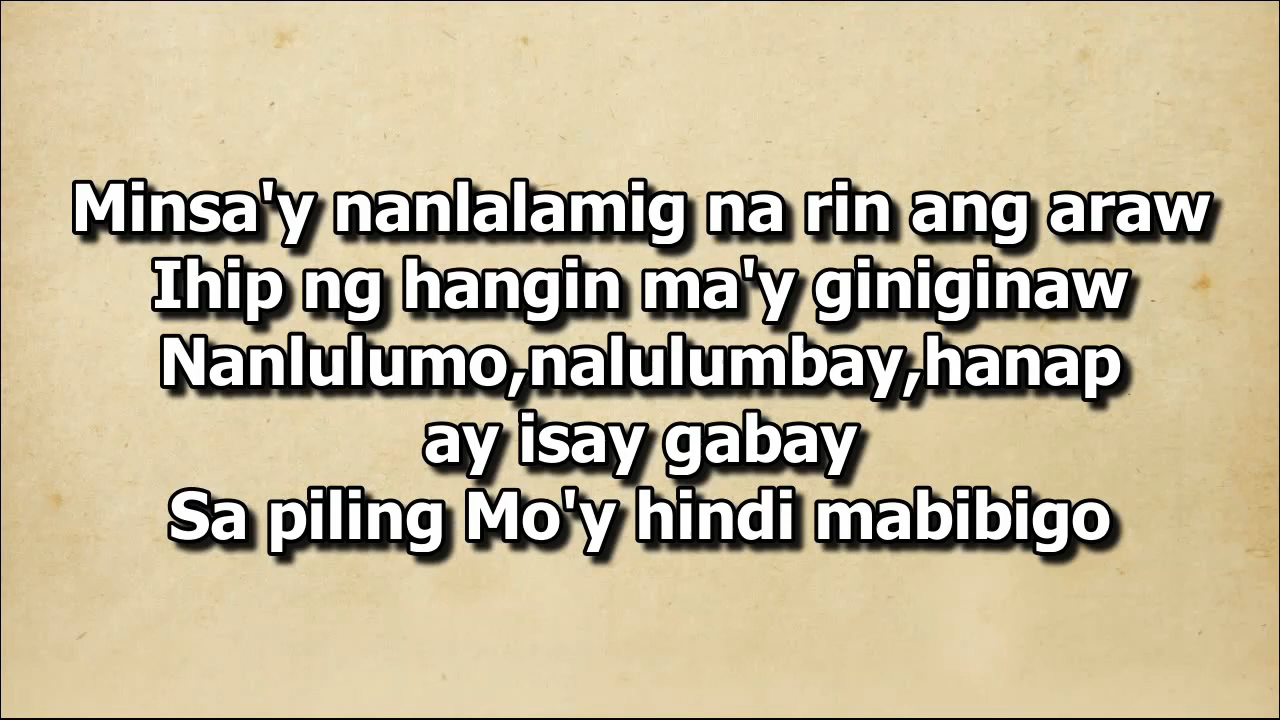 Minsa'y nanlalamig na rin ang araw
Ihip ng hangin ma'y giniginaw
Nanlulumo,nalulumbay,hanap
ay isay gabay
Sa piling Mo'y hindi mabibigo